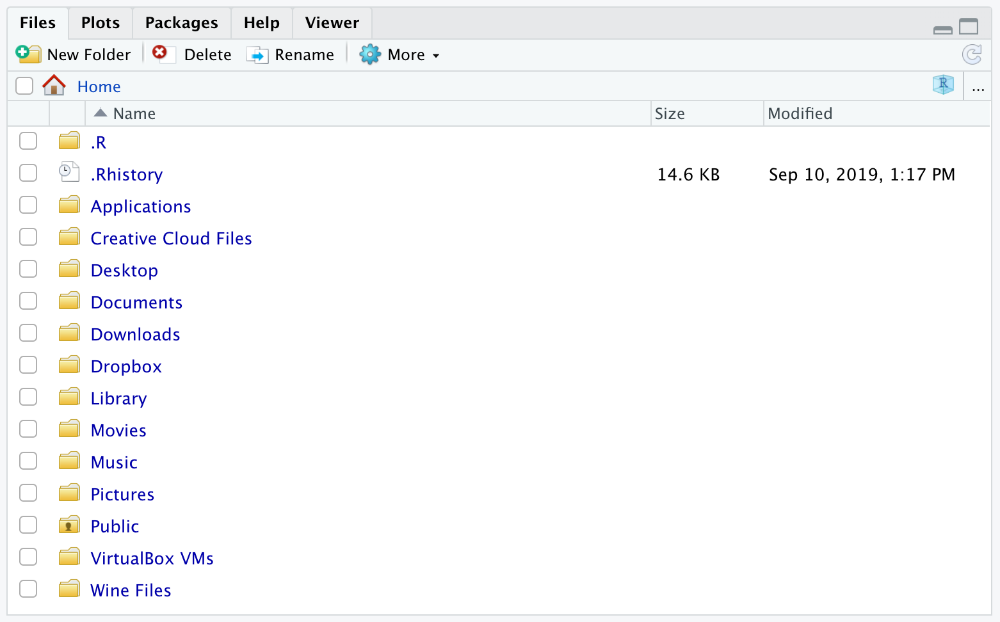 Files Plots Packages Help Viewer
New Folder Delete Rename More
Home R ...
Name Size Modified
.R
.Rhistory 14.6 KB Sep 10, 2019, 1:17 PM
Applications
Creative Cloud Files
Desktop
Documents
Downloads
Dropbox
Library
Movies
Music
Pictures
Public
VirtualBox VMs
Wine Files